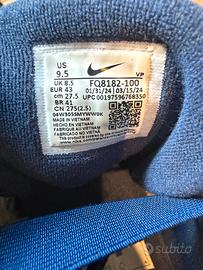 US
9.5
VP
UK 8.5
FQ8182-100
EUR 43
01/31/24
03/15/24
cm 27.5
UPC 00197596768350
BR 41
CN 275(2.5)
MADE IN VIETNAM
HECHO EN VIETNAM
FABRIQUE AU VIETNAM
FABRICADO NO VIETNAM
subito